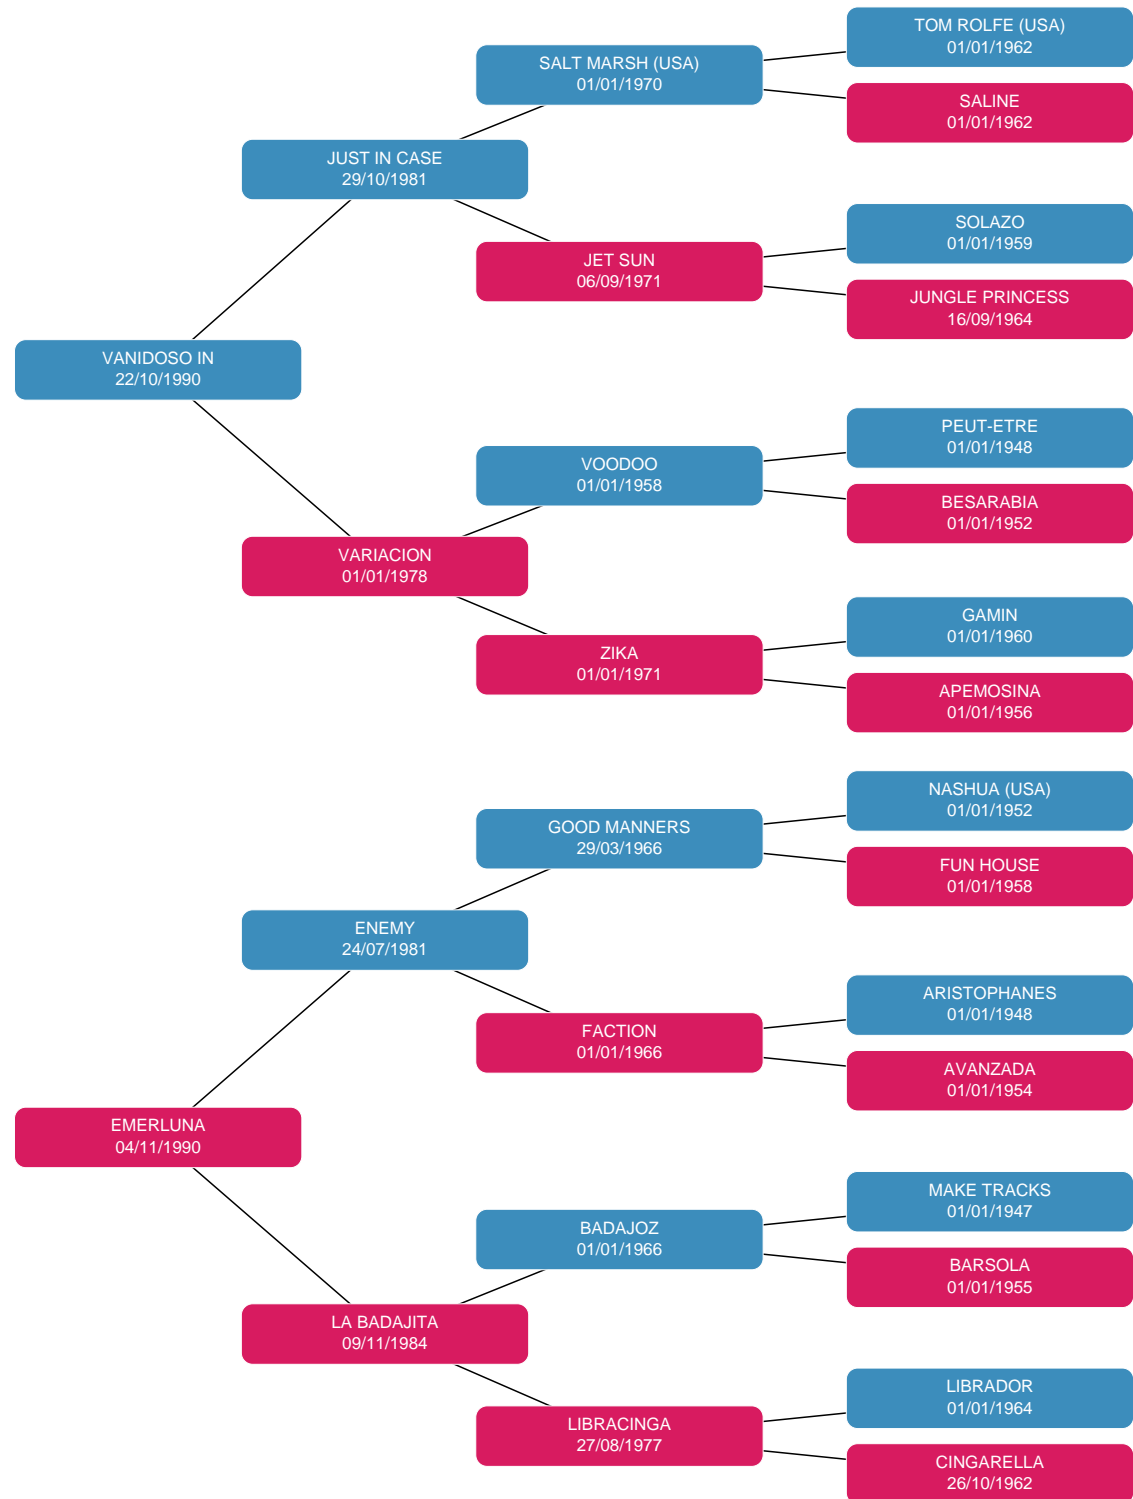 TOM ROLFE (USA)
01/01/1962
SALT MARSH (USA)
01/01/1970
SALINE
01/01/1962
JUST IN CASE
29/10/1981
SOLAZO
01/01/1959
JET SUN
06/09/1971
JUNGLE PRINCESS
16/09/1964
VANIDOSO IN
22/10/1990
PEUT-ETRE
01/01/1948
VOODOO
01/01/1958
BESARABIA
01/01/1952
VARIACION
01/01/1978
GAMIN
01/01/1960
ZIKA
01/01/1971
APEMOSINA
01/01/1956
NASHUA (USA)
01/01/1952
GOOD MANNERS
29/03/1966
FUN HOUSE
01/01/1958
ENEMY
24/07/1981
ARISTOPHANES
01/01/1948
FACTION
01/01/1966
AVANZADA
01/01/1954
EMERLUNA
04/11/1990
MAKE TRACKS
01/01/1947
BADAJOZ
01/01/1966
BARSOLA
01/01/1955
LA BADAJITA
09/11/1984
LIBRADOR
01/01/1964
LIBRACINGA
27/08/1977
CINGARELLA
26/10/1962